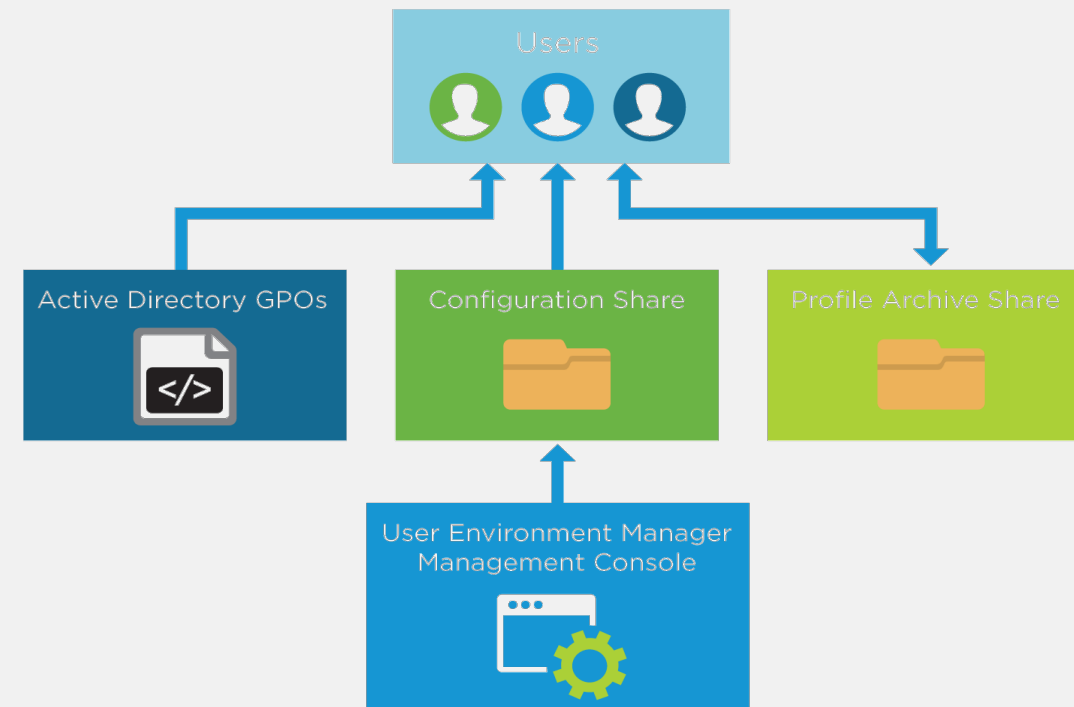 Users
Active Directory GPOs
Configuration Share
Profile Archive Share
</>
User Environment Manager
Management Console